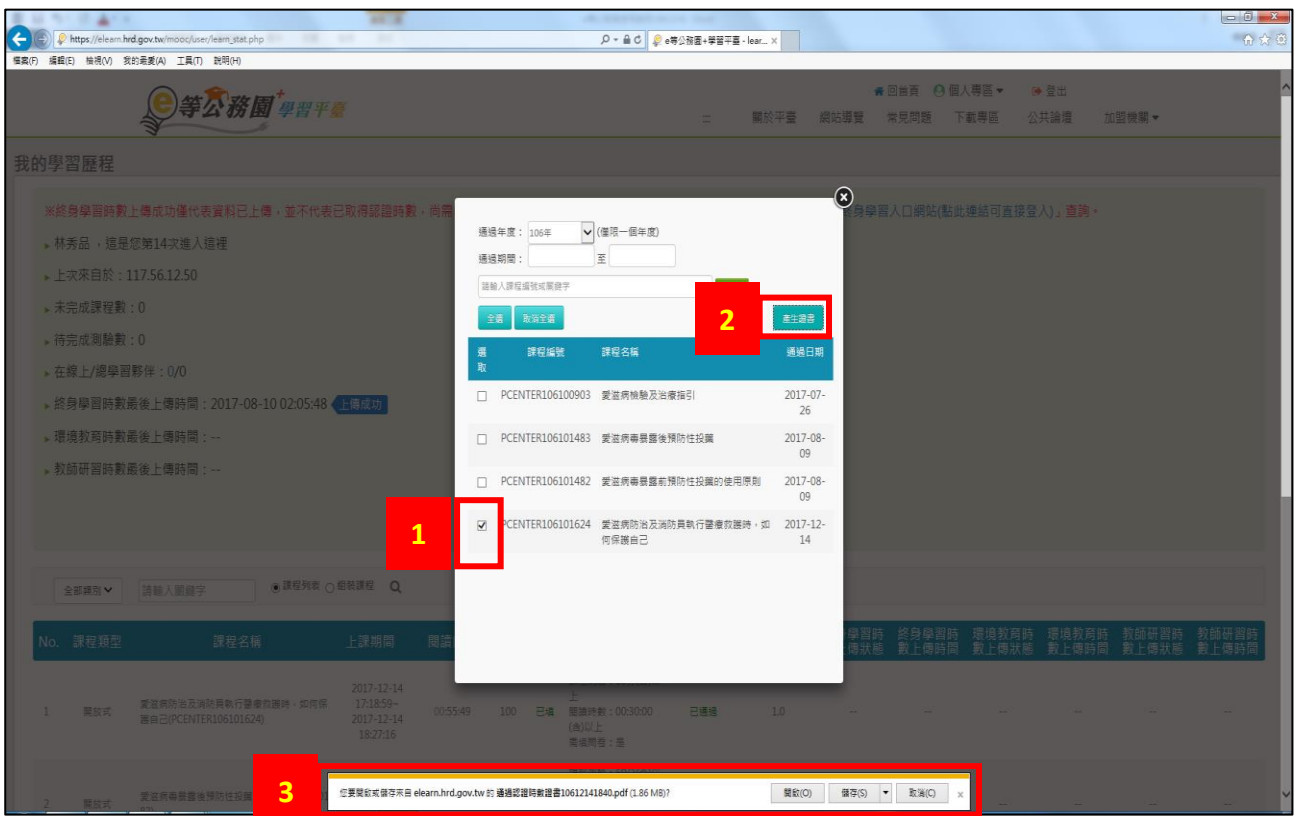 https://elearn.hrd.gov.tw/mooc/user/learn_stat.php
e等公務園+學習平臺 - lear...
檔案(F) 編輯(E) 檢視(V) 我的最愛(A) 工具(T) 說明(H)
e等公務園+學習平臺
回首頁 個人專區 登出
::: 關於平臺 網站導覽 常見問題 下載專區 公共論壇 加盟機關
我的學習歷程
※終身學習時數上傳成功僅代表資料已上傳，並不代表已取得認證時數，尚需
終身學習入口網站(點此連結可直接登入)」查詢。
林秀品，這是您第14次進入這裡
上次來自於：117.56.12.50
未完成課程數：0
待完成測驗數：0
在線上/總學習夥伴：0/0
終身學習時數最後上傳時間：2017-08-10 02:05:48 上傳成功
環境教育時數最後上傳時間：--
教師研習時數最後上傳時間：--
通過年度： 106年 (僅限一個年度)
通過期間： 至
請輸入課程編號或關鍵字
2
全選 取消全選 產生證書
選取 課程編號 課程名稱 通過日期
PCENTER106100903 愛滋病檢驗及治療指引 2017-07-26
PCENTER106101483 愛滋病毒暴露後預防性投藥 2017-08-09
PCENTER106101482 愛滋病毒暴露前預防性投藥的使用原則 2017-08-09
1
PCENTER106101624 愛滋病防治及消防員執行醫療救護時，如何保護自己 2017-12-14
全部類別 請輸入關鍵字 課程列表 組裝課程
No. 課程類型 課程名稱 上課期間 閱讀
學習時 終身學習時數上傳時間 環境教育時數上傳狀態 環境教育時數上傳時間 教師研習時數上傳狀態 教師研習時數上傳時間
傳狀態
1 開放式 愛滋病防治及消防員執行醫療救護時，如何保護自己(PCENTER106101624) 2017-12-14 17:18:59~ 2017-12-14 18:27:16 00:55:49 100 已填 上 閱讀時數：00:30:00 (含)以上 需填問卷：是 已通過 1.0 -- -- -- -- -- --
2 開放式 愛滋病毒暴露後預防性投藥
3
您要開啟或儲存來自 elearn.hrd.gov.tw 的 通過認證時數證書10612141840.pdf (1.86 MB)?
開啟(O) 儲存(S) 取消(C) ×